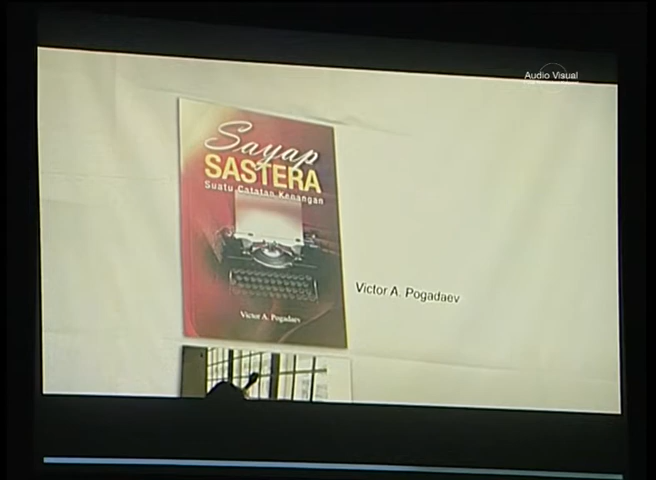 Audio Visual
Sayap
SASTERA
Suatu Catatan Kenangan
Victor A. Pogadaev
Victor A. Pogadaev